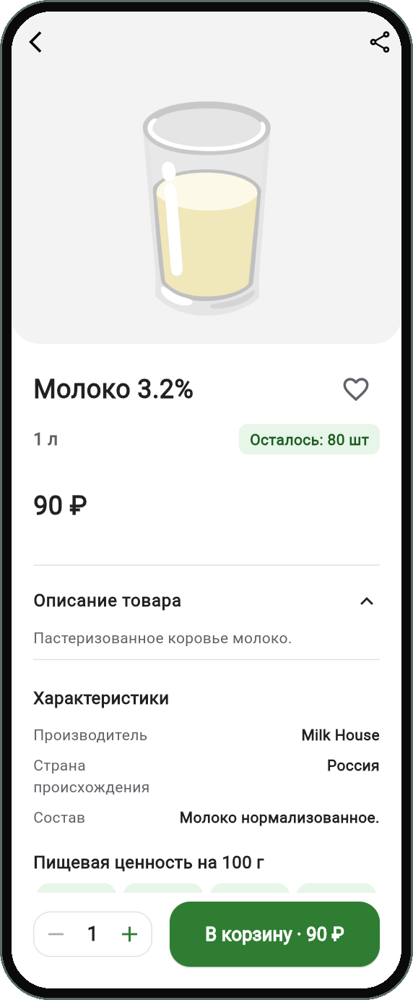 Молоко 3.2%
1 л
Осталось: 80 шт
90 ₽
Описание товара
Пастеризованное коровье молоко.
Характеристики
Производитель
Milk House
Страна
происхождения
Россия
Состав
Молоко нормализованное.
Пищевая ценность на 100 г
1
В корзину · 90 ₽